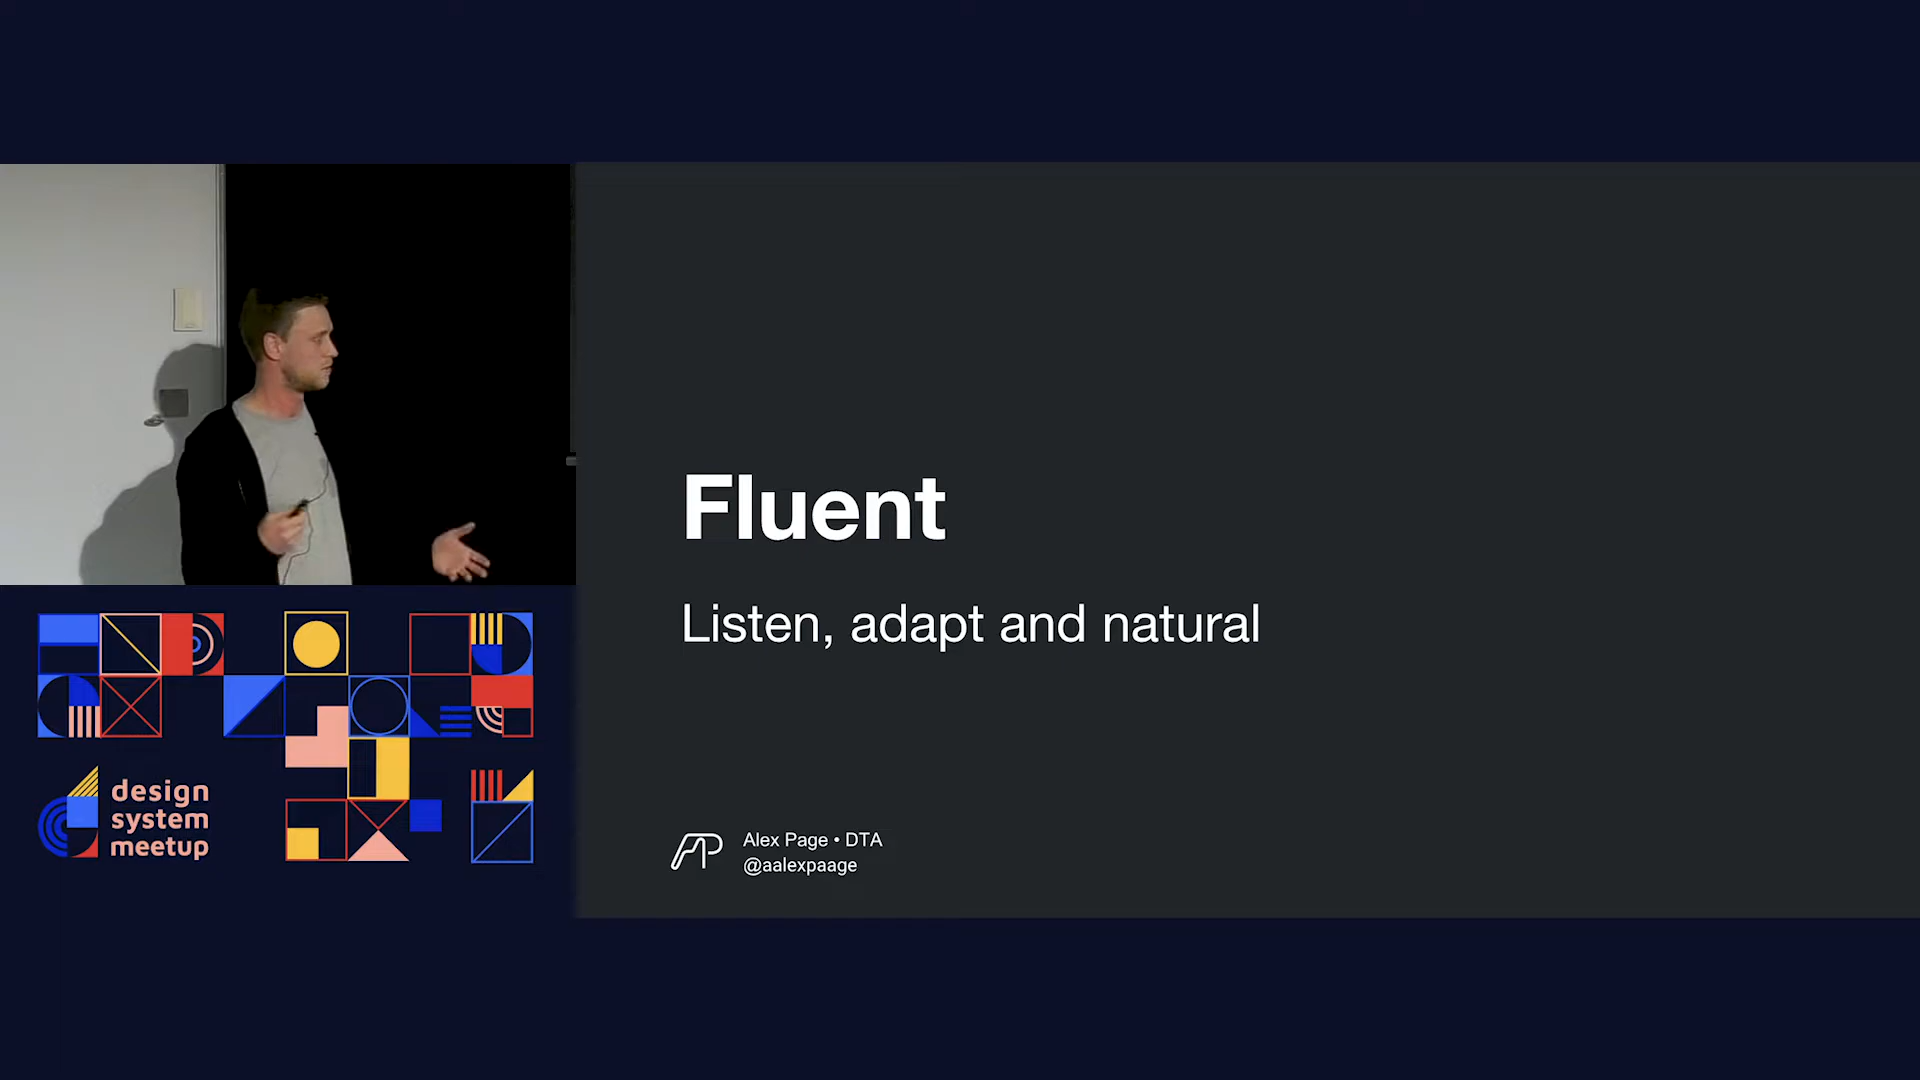 Fluent
Listen, adapt and natural
Alex Page • DTA
@aalexpaage
design
system
meetup